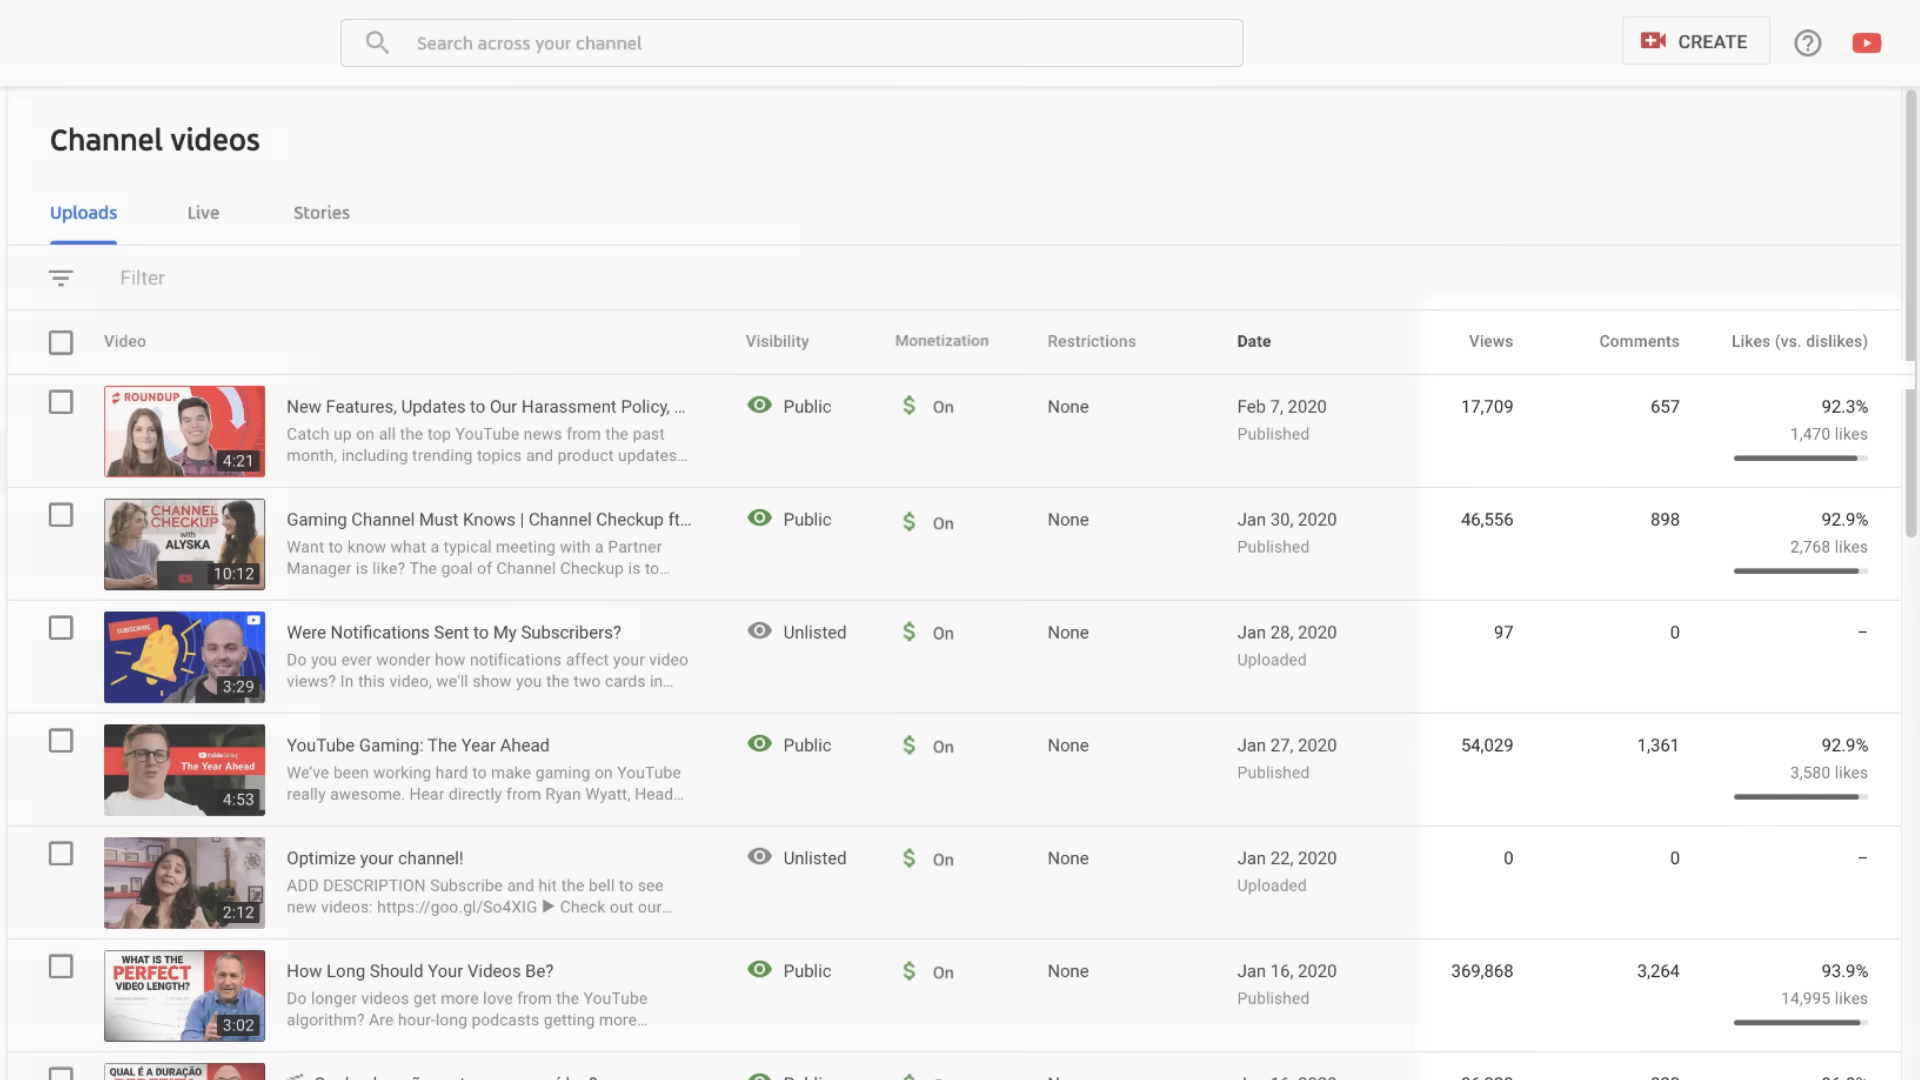 Search across your channel
CREATE
Channel videos
Uploads Live Stories
Filter
Video Visibility Monetization Restrictions Date Views Comments Likes (vs. dislikes)
ROUNDUP
4:21
New Features, Updates to Our Harassment Policy, ... Public $ On None Feb 7, 2020 17,709 657 92.3%
Catch up on all the top YouTube news from the past Published 1,470 likes
month, including trending topics and product updates...
CHANNEL
CHECKUP
with
ALYSKA
10:12
Gaming Channel Must Knows | Channel Checkup ft... Public $ On None Jan 30, 2020 46,556 898 92.9%
Want to know what a typical meeting with a Partner Published 2,768 likes
Manager is like? The goal of Channel Checkup is to...
SUBSCRIBE
3:29
Were Notifications Sent to My Subscribers? Unlisted $ On None Jan 28, 2020 97 0 –
Do you ever wonder how notifications affect your video Uploaded
views? In this video, we'll show you the two cards in...
YouTube Gaming
The Year Ahead
4:53
YouTube Gaming: The Year Ahead Public $ On None Jan 27, 2020 54,029 1,361 92.9%
We've been working hard to make gaming on YouTube Published 3,580 likes
really awesome. Hear directly from Ryan Wyatt, Head...
2:12
Optimize your channel! Unlisted $ On None Jan 22, 2020 0 0 –
ADD DESCRIPTION Subscribe and hit the bell to see Uploaded
new videos: https://goo.gl/So4XIG ▶ Check out our...
WHAT IS THE
PERFECT
VIDEO LENGTH?
3:02
How Long Should Your Videos Be? Public $ On None Jan 16, 2020 369,868 3,264 93.9%
Do longer videos get more love from the YouTube Published 14,995 likes
algorithm? Are hour-long podcasts getting more...
QUAL É A DURAÇÃO